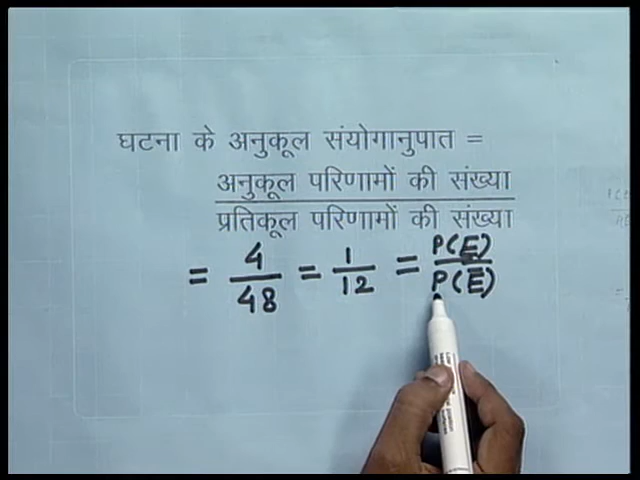 घटना के अनुकूल संयोगानुपात =
अनुकूल परिणामों की संख्या
प्रतिकूल परिणामों की संख्या
= 4/48 = 1/12 = P(E)/P(E̅)